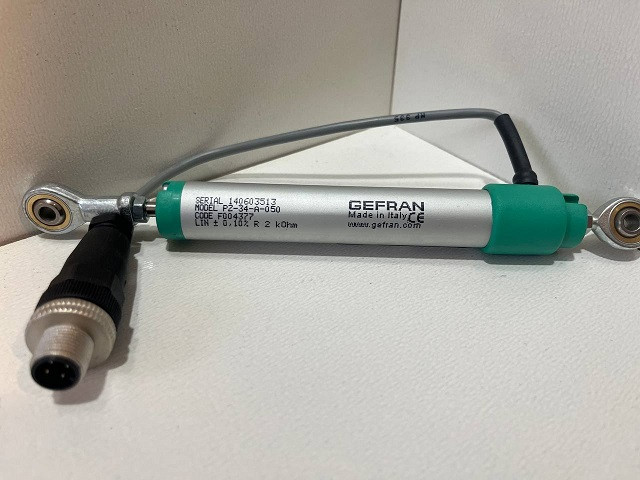 SERIAL 140603513
MODEL PZ-34-A-050
CODE F004377
LIN ± 0,10% R 2 kOhm
GEFRAN
Made in Italy CE
www.gefran.com